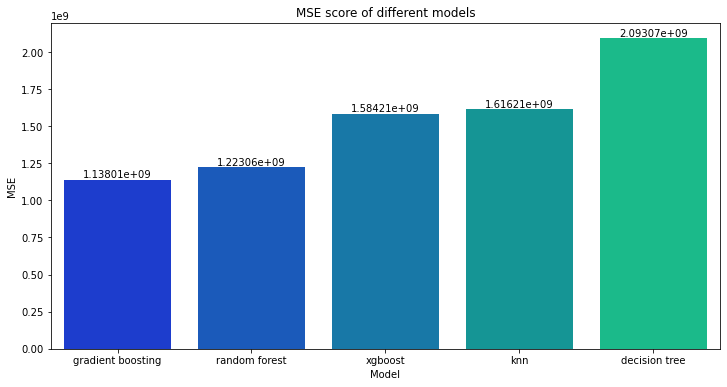 MSE score of different models
1e9
2.00
1.75
1.50
1.25
1.00
0.75
0.50
0.25
0.00
MSE
1.13801e+09
1.22306e+09
1.58421e+09
1.61621e+09
2.09307e+09
gradient boosting
random forest
xgboost
knn
decision tree
Model